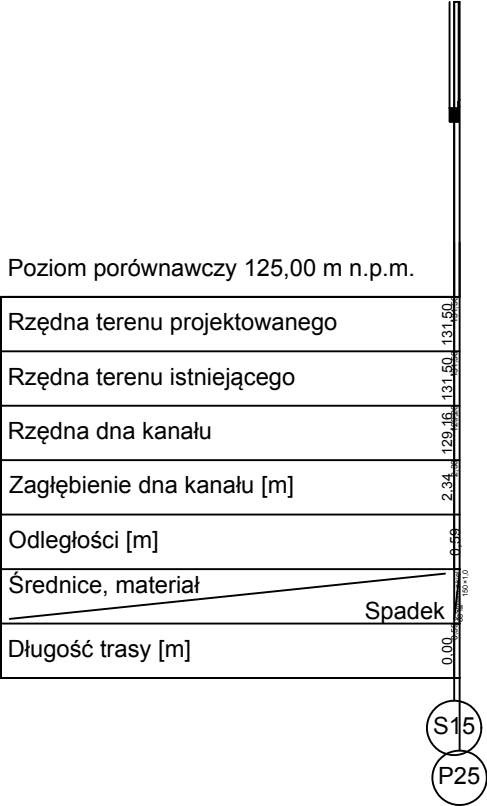 Poziom porównawczy 125,00 m n.p.m.
Rzędna terenu projektowanego 131,50
Rzędna terenu istniejącego 131,50
Rzędna dna kanału 129,16
Zagłębienie dna kanału [m] 2,34
Odległości [m] 0,59
Średnice, materiał
Spadek
Długość trasy [m] 0,00
S15
P25